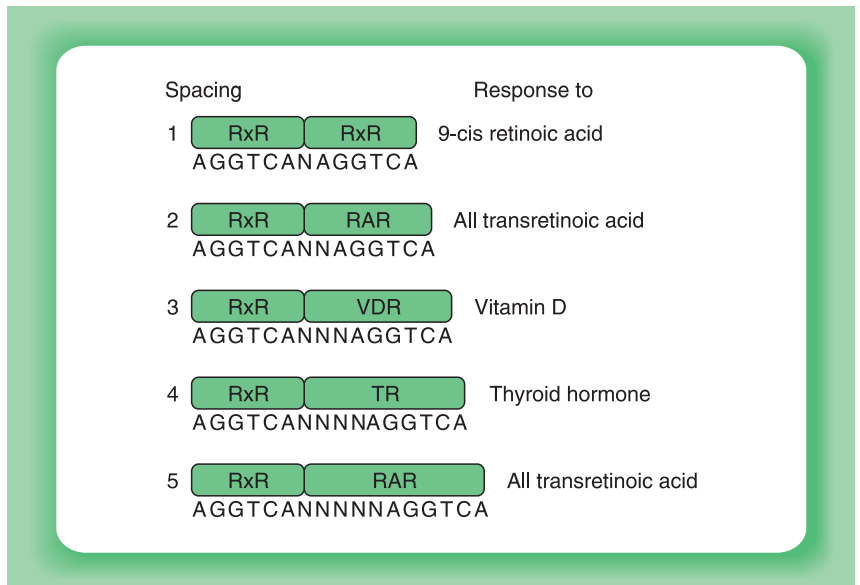 Spacing Response to
1 RxR RxR 9-cis retinoic acid
AGGTCANAGGTCA
2 RxR RAR All transretinoic acid
AGGTCANNAGGTCA
3 RxR VDR Vitamin D
AGGTCANNNAGGTCA
4 RxR TR Thyroid hormone
AGGTCANNNNAGGTCA
5 RxR RAR All transretinoic acid
AGGTCANNNNNAGGTCA